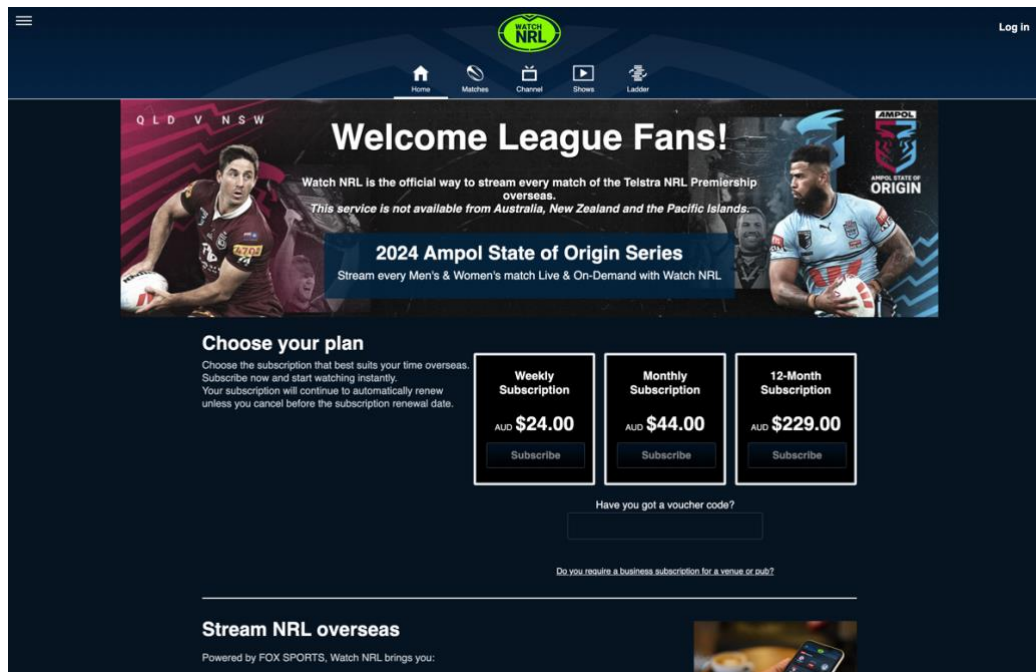 WATCH
NRL
Log in
Home
Matches
Channel
Shows
Ladder
QLD V NSW
AMPOL
AMPOL STATE OF
ORIGIN
Welcome League Fans!
Watch NRL is the official way to stream every match of the Telstra NRL Premiership
overseas.
This service is not available from Australia, New Zealand and the Pacific Islands.
2024 Ampol State of Origin Series
Stream every Men's & Women's match Live & On-Demand with Watch NRL
Choose your plan
Choose the subscription that best suits your time overseas.
Subscribe now and start watching instantly.
Your subscription will continue to automatically renew
unless you cancel before the subscription renewal date.
Weekly
Subscription
AUD $24.00
Subscribe
Monthly
Subscription
AUD $44.00
Subscribe
12-Month
Subscription
AUD $229.00
Subscribe
Have you got a voucher code?
Do you require a business subscription for a venue or pub?
Stream NRL overseas
Powered by FOX SPORTS, Watch NRL brings you: